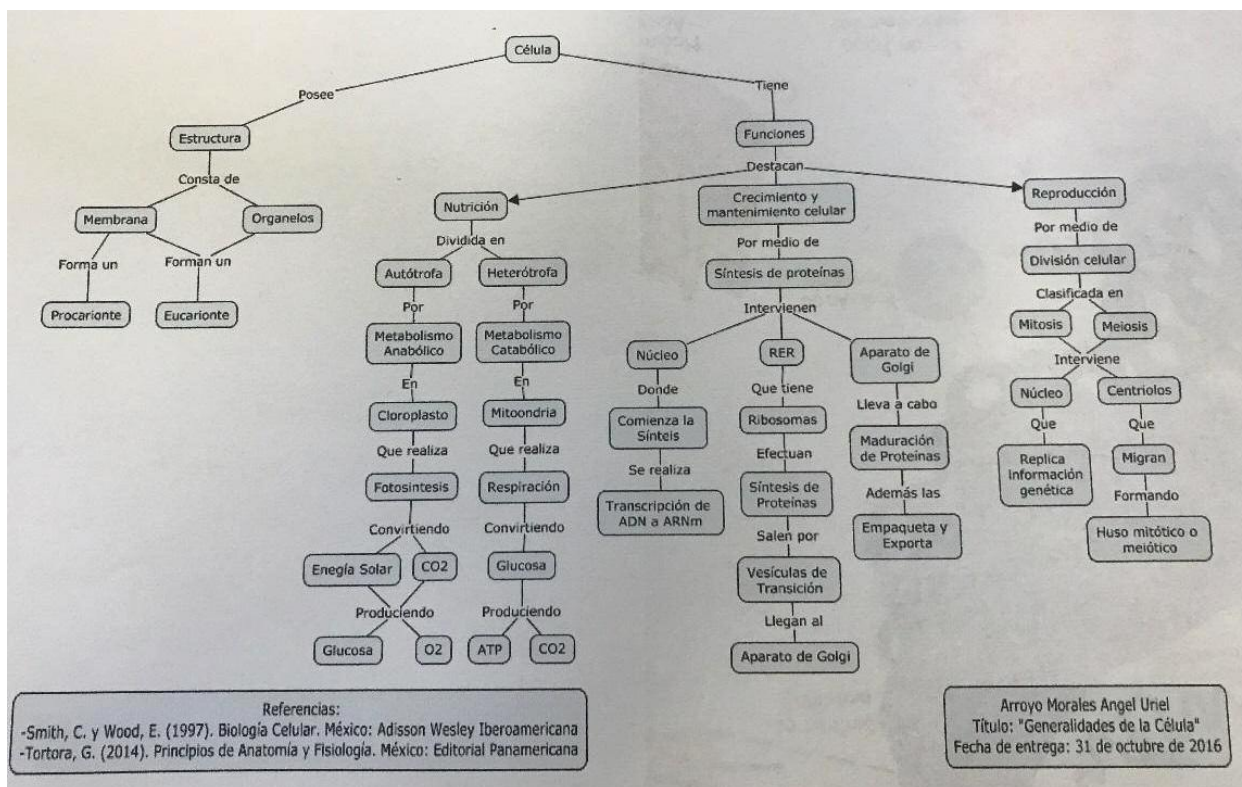 Célula
Posee
Tiene
Estructura
Consta de
Membrana
Organelos
Forma un
Forman un
Procarionte
Eucarionte
Funciones
Destacan
Nutrición
Dividida en
Autótrofa
Heterótrofa
Por
Por
Metabolismo
Anabólico
Metabolismo
Catabólico
En
En
Cloroplasto
Mitoondria
Que realiza
Que realiza
Fotosintesis
Respiración
Convirtiendo
Convirtiendo
Enegía Solar
CO2
Glucosa
Produciendo
Produciendo
Glucosa
O2
ATP
CO2
Crecimiento y
mantenimiento celular
Por medio de
Síntesis de proteínas
Intervienen
Núcleo
Donde
Comienza la
Sínteis
Se realiza
Transcripción de
ADN a ARNm
RER
Que tiene
Ribosomas
Efectuan
Síntesis de
Proteínas
Salen por
Vesículas de
Transición
Llegan al
Aparato de Golgi
Aparato de
Golgi
Lleva a cabo
Maduración
de Proteínas
Además las
Empaqueta y
Exporta
Reproducción
Por medio de
División celular
Clasificada en
Mitosis
Meiosis
Interviene
Núcleo
Centriolos
Que
Que
Replica
información
genética
Migran
Formando
Huso mitótico o
meiótico
Referencias:
-Smith, C. y Wood, E. (1997). Biología Celular. México: Adisson Wesley Iberoamericana
-Tortora, G. (2014). Principios de Anatomía y Fisiología. México: Editorial Panamericana
Arroyo Morales Angel Uriel
Título: "Generalidades de la Célula"
Fecha de entrega: 31 de octubre de 2016